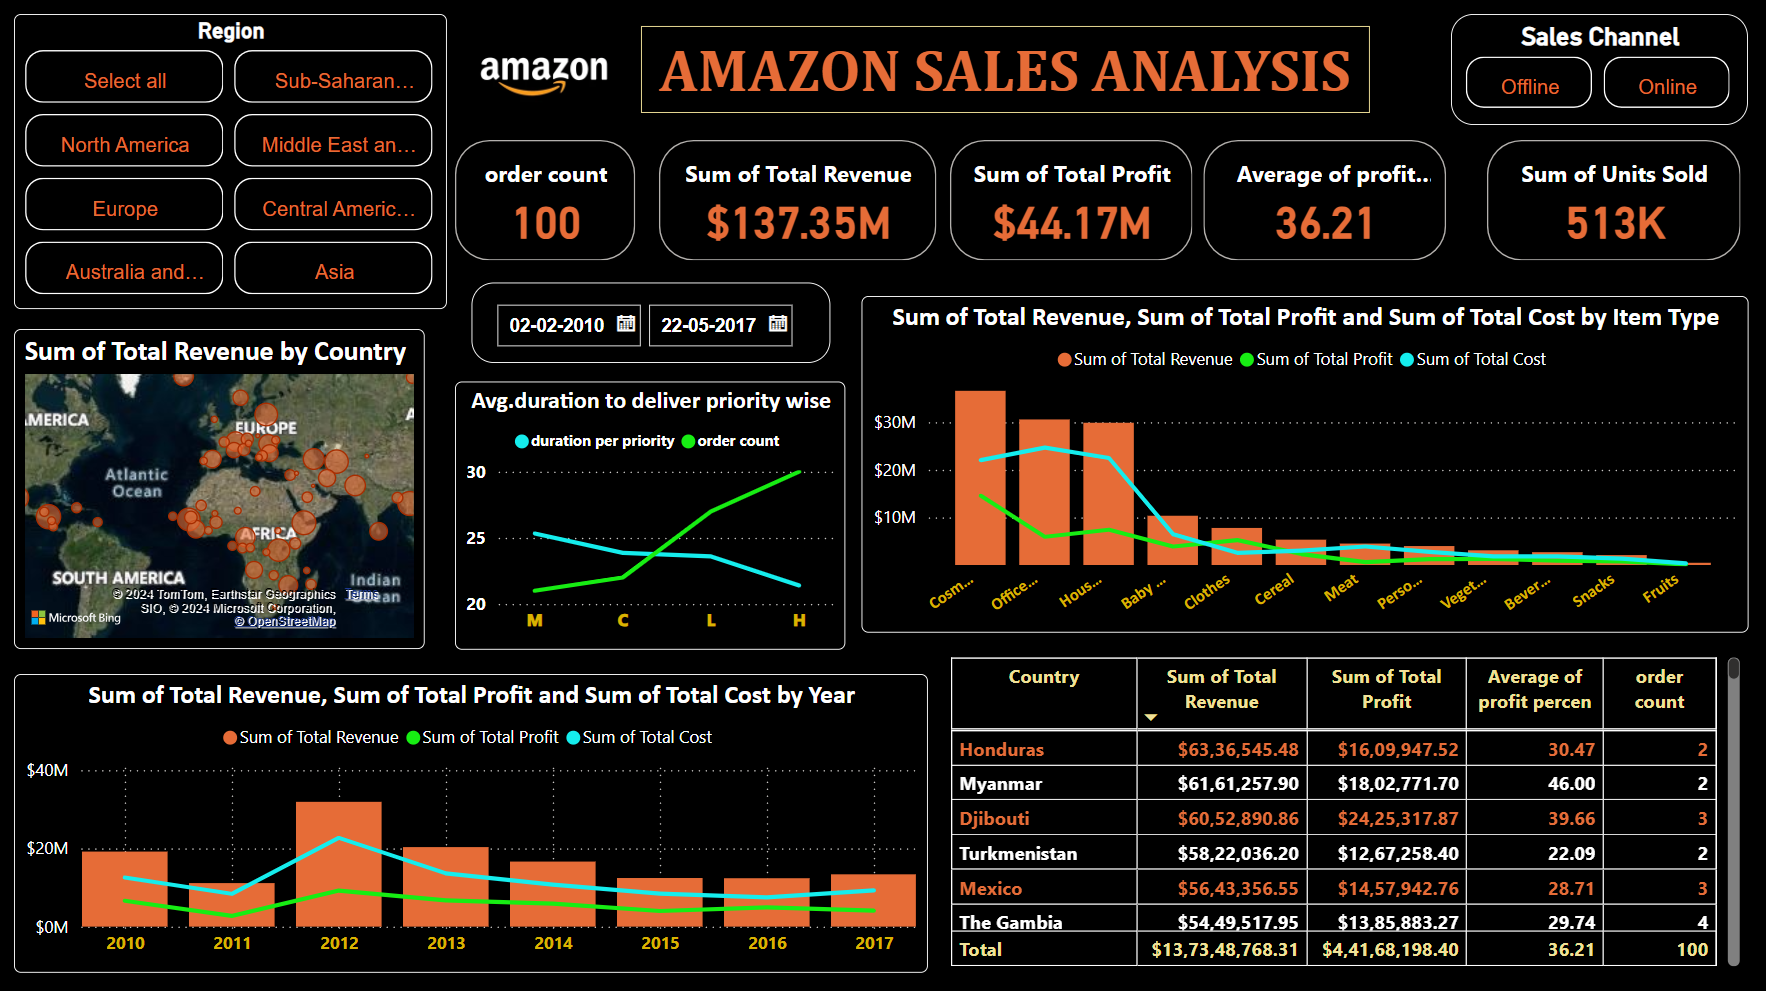 Region
Select all
Sub-Saharan...
North America
Middle East an...
Europe
Central Americ...
Australia and...
Asia
amazon
AMAZON SALES ANALYSIS
Sales Channel
Offline
Online
order count
100
Sum of Total Revenue
$137.35M
Sum of Total Profit
$44.17M
Average of profit...
36.21
Sum of Units Sold
513K
02-02-2010
22-05-2017
Sum of Total Revenue by Country
AMERICA
EUROPE
A
Atlantic
Ocean
AFRICA
SOUTH AMERICA
Indian
Ocean
© 2024 TomTom, Earthstar Geographics
SIO, © 2024 Microsoft Corporation,
© OpenStreetMap
Terms
Microsoft Bing
Avg.duration to deliver priority wise
duration per priority order count
30
25
20
M C L H
Sum of Total Revenue, Sum of Total Profit and Sum of Total Cost by Item Type
Sum of Total Revenue Sum of Total Profit Sum of Total Cost
$30M
$20M
$10M
Cosm... Office... Hous... Baby ... Clothes Cereal Meat Perso... Veget... Bever... Snacks Fruits
Sum of Total Revenue, Sum of Total Profit and Sum of Total Cost by Year
Sum of Total Revenue Sum of Total Profit Sum of Total Cost
$40M
$20M
$0M
2010 2011 2012 2013 2014 2015 2016 2017
Country Sum of Total Revenue Sum of Total Profit Average of profit percen order count
Honduras $63,36,545.48 $16,09,947.52 30.47 2
Myanmar $61,61,257.90 $18,02,771.70 46.00 2
Djibouti $60,52,890.86 $24,25,317.87 39.66 3
Turkmenistan $58,22,036.20 $12,67,258.40 22.09 2
Mexico $56,43,356.55 $14,57,942.76 28.71 3
The Gambia $54,49,517.95 $13,85,883.27 29.74 4
Total $13,73,48,768.31 $4,41,68,198.40 36.21 100